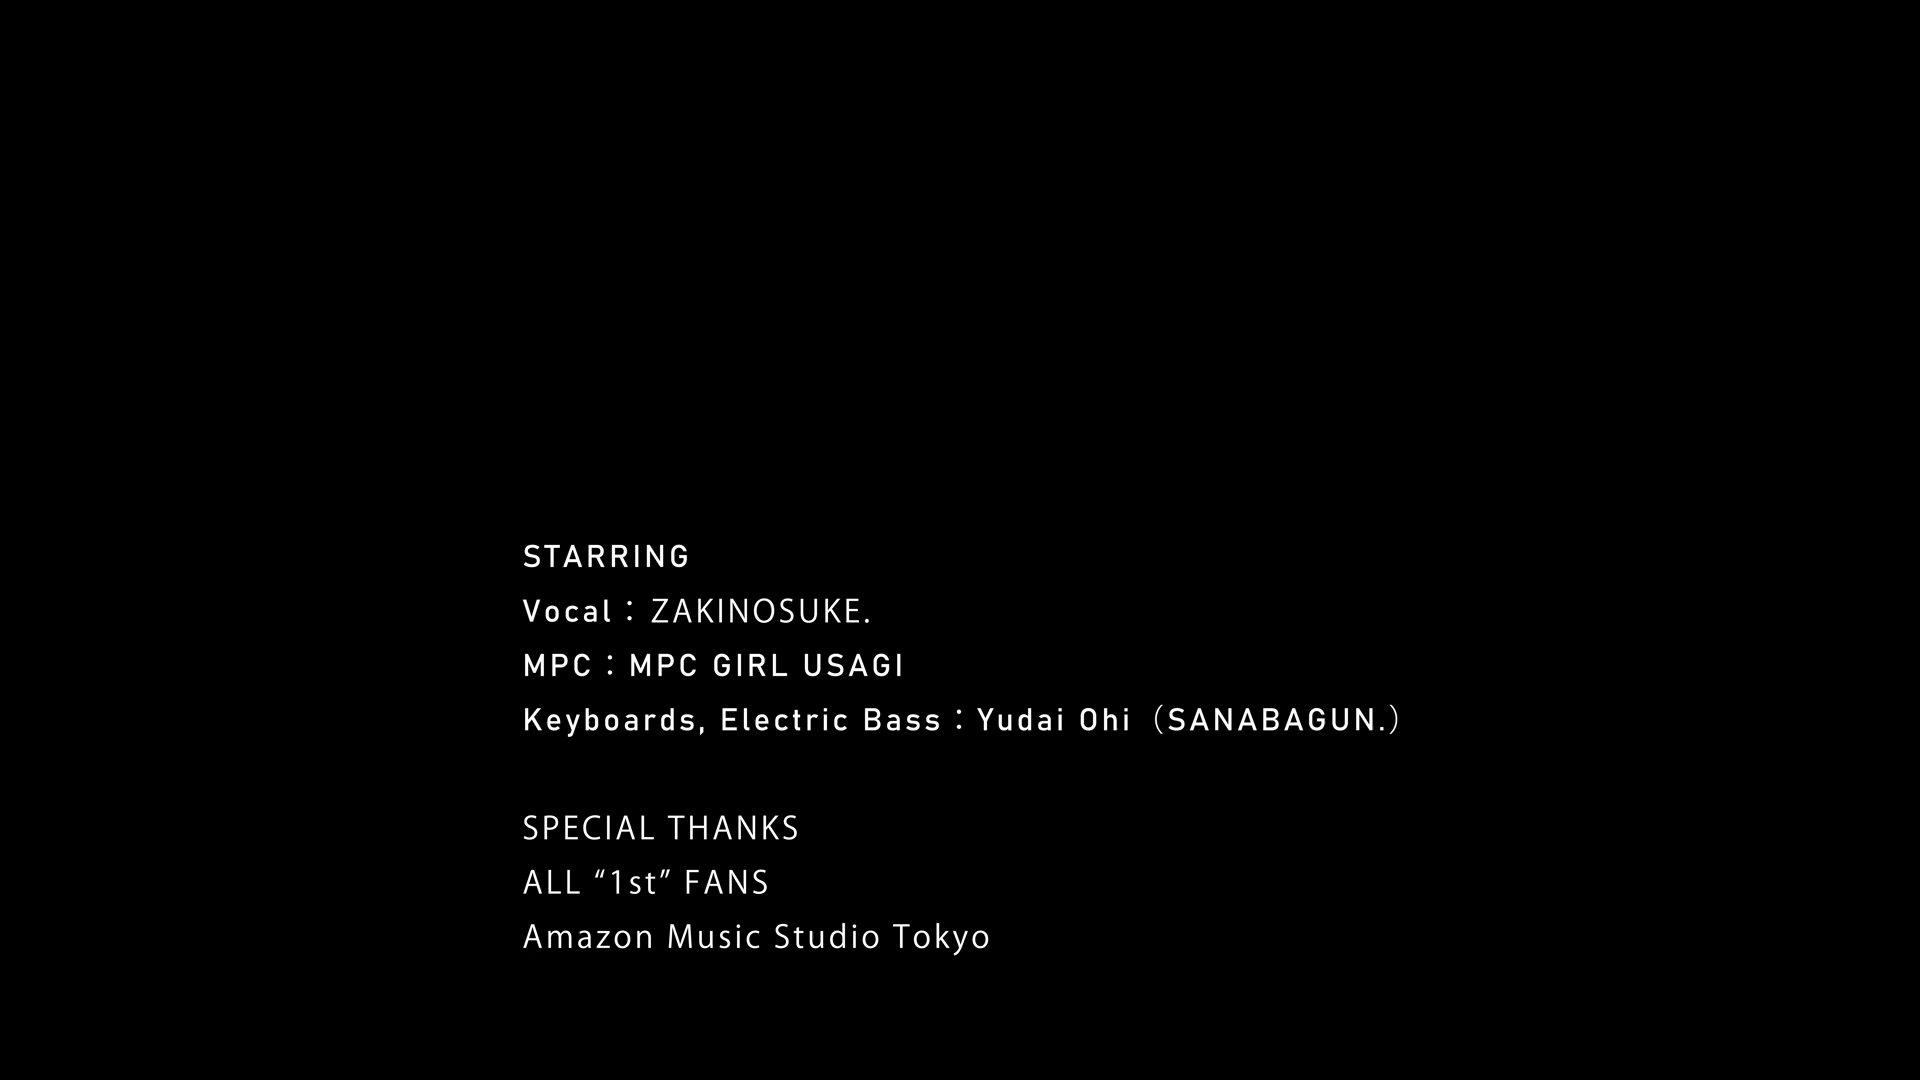 STARRING
Vocal： ZAKINOSUKE.
MPC：MPC GIRL USAGI
Keyboards, Electric Bass：Yudai Ohi（SANABAGUN.）
SPECIAL THANKS
ALL “1st” FANS
Amazon Music Studio Tokyo